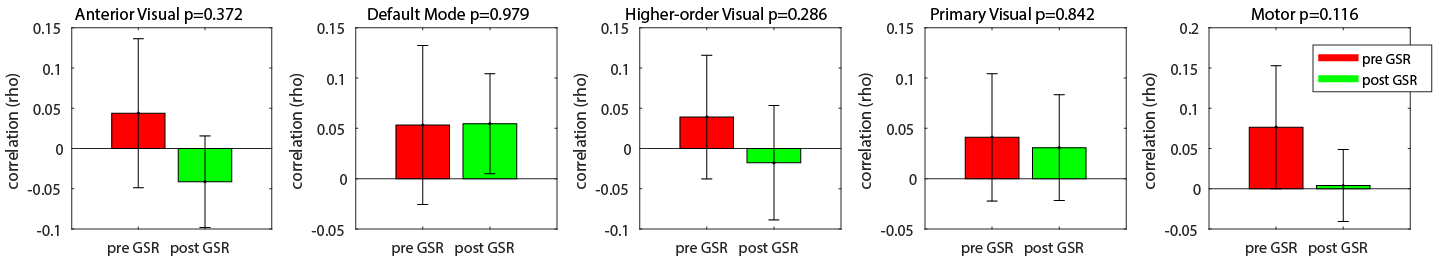 Anterior Visual p=0.372
correlation (rho)
0.15
0.1
0.05
0
-0.05
-0.1
pre GSR post GSR
Default Mode p=0.979
correlation (rho)
0.15
0.1
0.05
0
-0.05
pre GSR post GSR
Higher-order Visual p=0.286
correlation (rho)
0.15
0.1
0.05
0
-0.05
-0.1
pre GSR post GSR
Primary Visual p=0.842
correlation (rho)
0.15
0.1
0.05
0
-0.05
pre GSR post GSR
Motor p=0.116
correlation (rho)
0.2
0.15
0.1
0.05
0
-0.05
pre GSR post GSR
pre GSR
post GSR